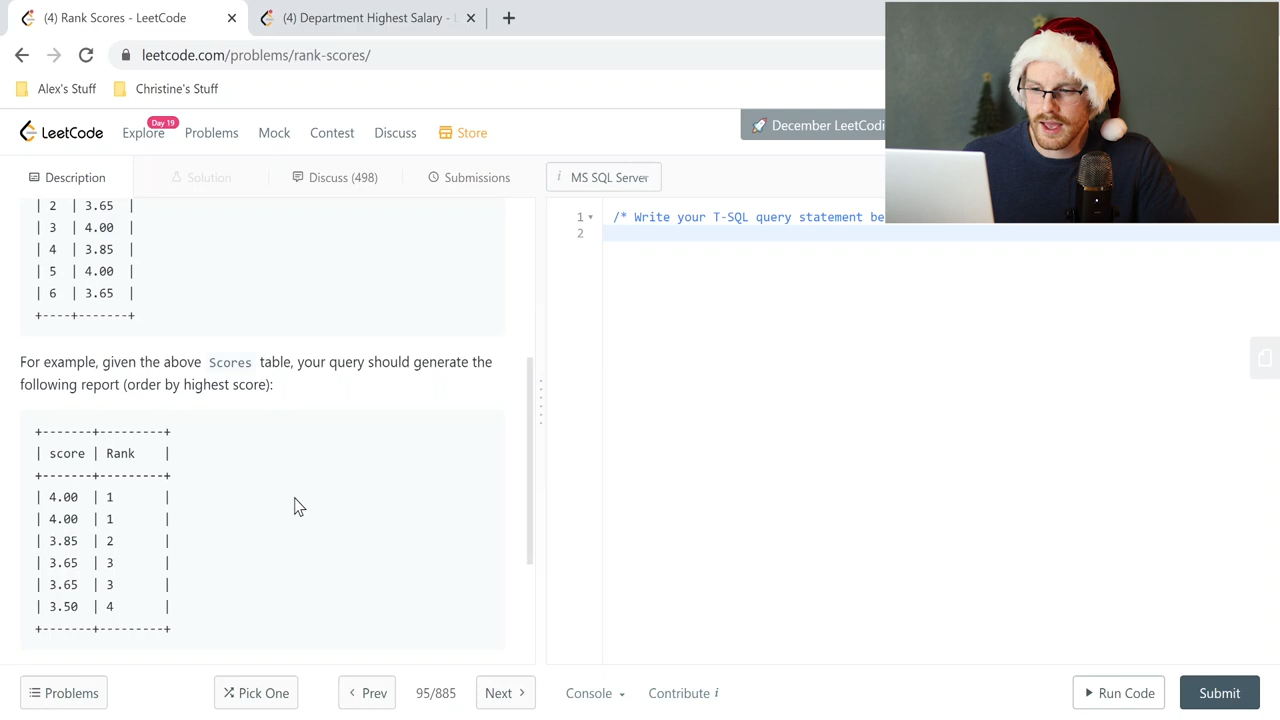 (4) Rank Scores - LeetCode
(4) Department Highest Salary -
leetcode.com/problems/rank-scores/
Alex's Stuff
Christine's Stuff
LeetCode
Explore
Day 19
Problems
Mock
Contest
Discuss
Store
December LeetCodi
Description
Solution
Discuss (498)
Submissions
i MS SQL Server
| 2 | 3.65 |
| 3 | 4.00 |
| 4 | 3.85 |
| 5 | 4.00 |
| 6 | 3.65 |
+----+-------+
For example, given the above Scores table, your query should generate the
following report (order by highest score):
+-------+---------+
| score | Rank |
+-------+---------+
| 4.00 | 1 |
| 4.00 | 1 |
| 3.85 | 2 |
| 3.65 | 3 |
| 3.65 | 3 |
| 3.50 | 4 |
+-------+---------+
1 /* Write your T-SQL query statement be
2
Problems
Pick One
Prev
95/885
Next
Console
Contribute i
Run Code
Submit